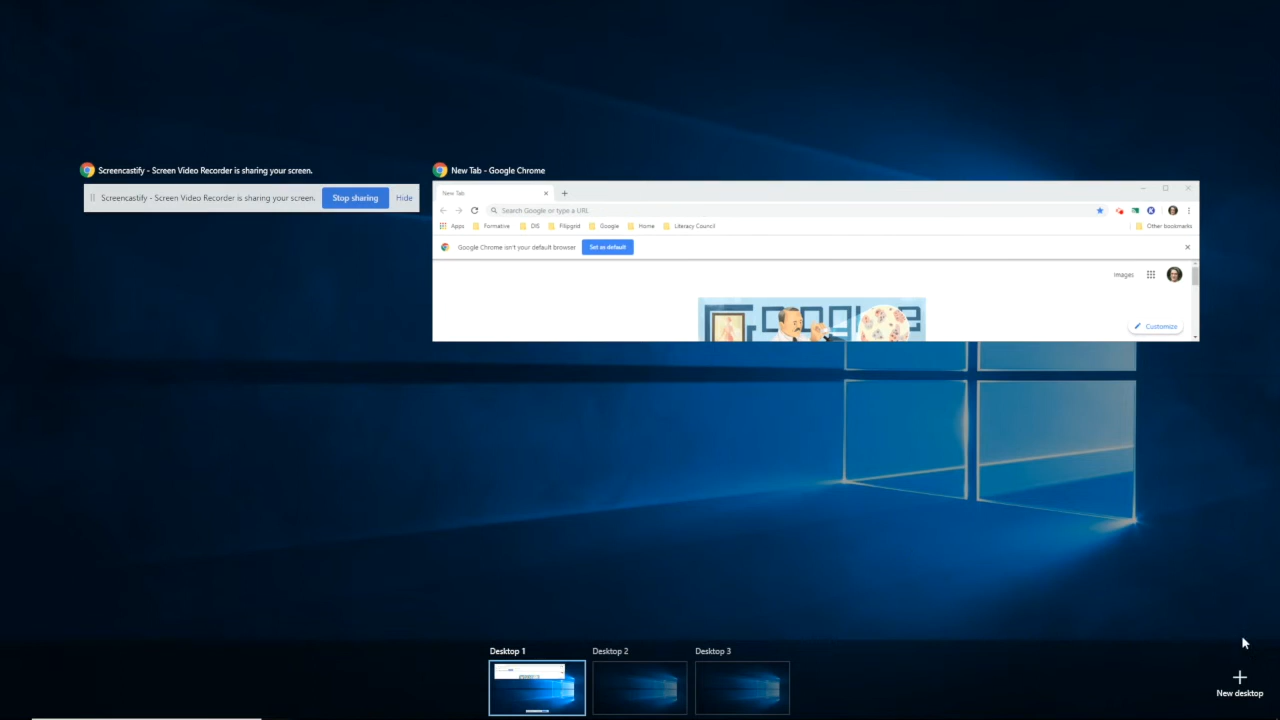 Screencastify - Screen Video Recorder is sharing your screen.
Screencastify - Screen Video Recorder is sharing your screen. Stop sharing Hide
New Tab - Google Chrome
New Tab
Search Google or type a URL
Apps Formative DIS Flipgrid Google Home Literacy Council Other bookmarks
Google Chrome isn't your default browser Set as default
Images
Google
Customize
Desktop 1 Desktop 2 Desktop 3
New desktop